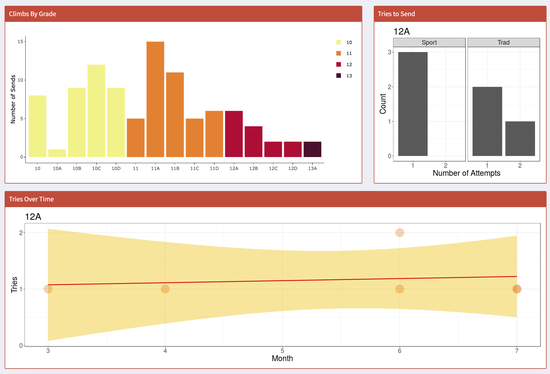 Climbs By Grade
Number of Sends
15
10
5
0
10 10A 10B 10C 10D 11 11A 11B 11C 11D 12A 12B 12C 12D 13A
10
11
12
13
Tries to Send
12A
Sport Trad
Count
3
2
1
0
1 2 1 2
Number of Attempts
Tries Over Time
12A
Tries
2
1
0
3 4 5 6 7
Month